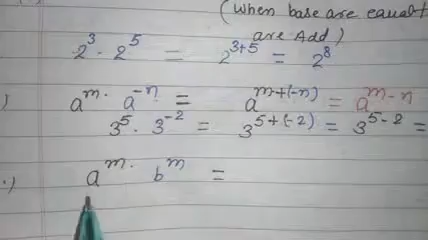 (When base are equal
are Add)
2³ · 2⁵ = 2³⁺⁵ = 2⁸
) aᵐ · a⁻ⁿ = aᵐ⁺⁽⁻ⁿ⁾ = aᵐ⁻ⁿ
3⁵ · 3⁻² = 3⁵⁺⁽⁻²⁾ = 3⁵⁻² =
·) aᵐ · bᵐ =